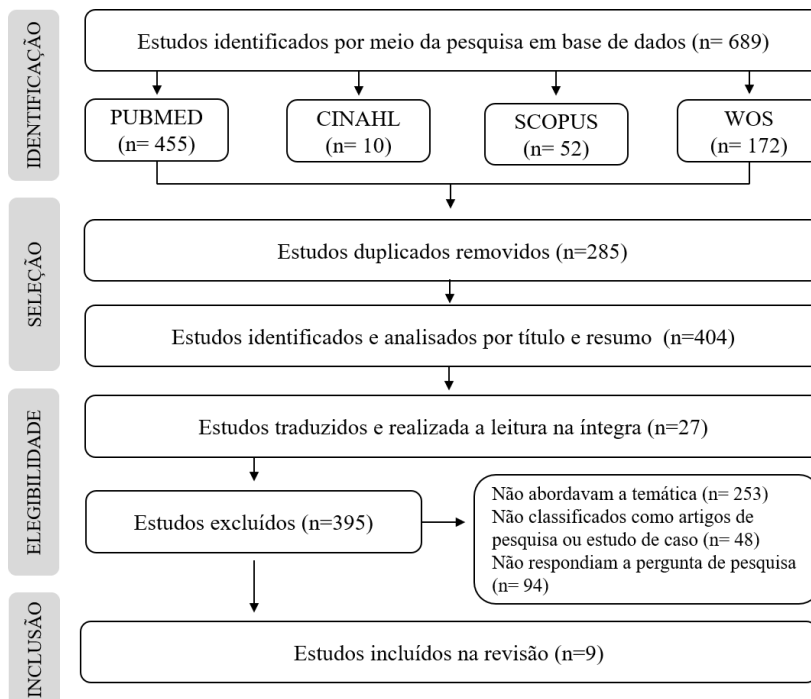 IDENTIFICAÇÃO
Estudos identificados por meio da pesquisa em base de dados (n= 689)
PUBMED
(n= 455)
CINAHL
(n= 10)
SCOPUS
(n= 52)
WOS
(n= 172)
SELEÇÃO
Estudos duplicados removidos (n=285)
Estudos identificados e analisados por título e resumo (n=404)
ELEGIBILIDADE
Estudos traduzidos e realizada a leitura na íntegra (n=27)
Estudos excluídos (n=395)
Não abordavam a temática (n= 253)
Não classificados como artigos de
pesquisa ou estudo de caso (n= 48)
Não respondiam a pergunta de pesquisa
(n= 94)
INCLUSÃO
Estudos incluídos na revisão (n=9)